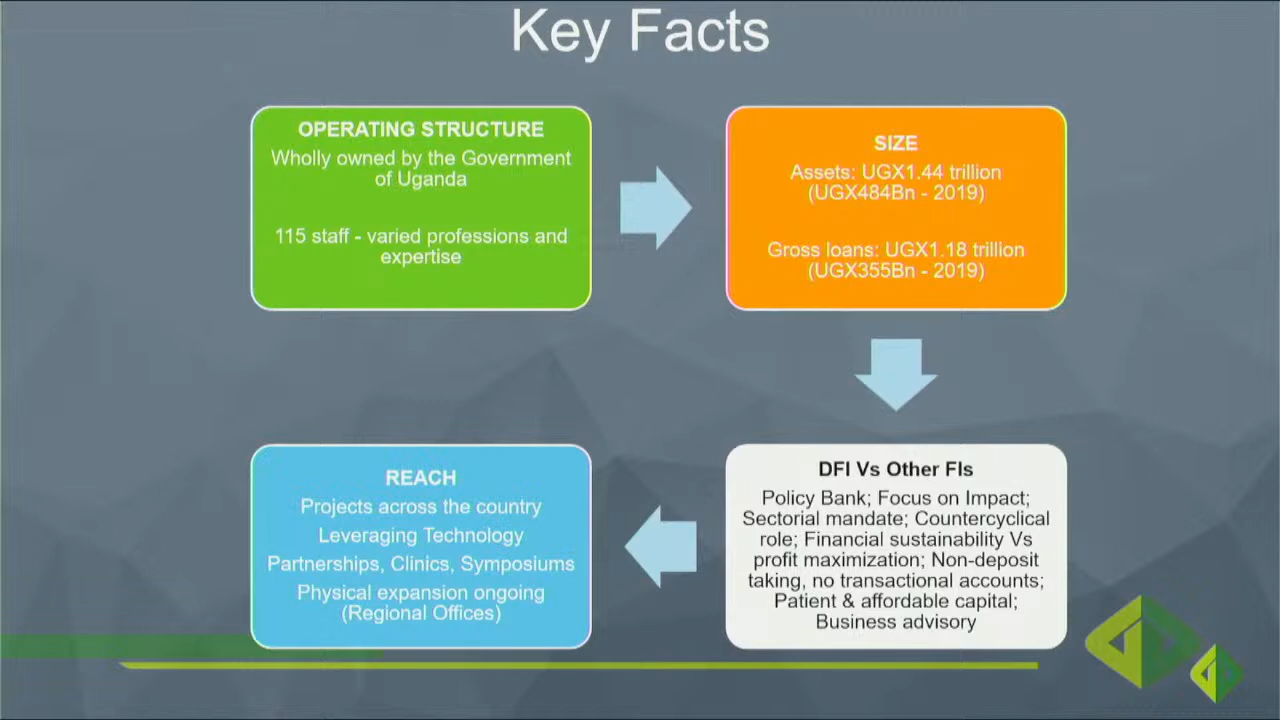 Key Facts
OPERATING STRUCTURE
Wholly owned by the Government
of Uganda
115 staff - varied professions and
expertise
SIZE
Assets: UGX1.44 trillion
(UGX484Bn - 2019)
Gross loans: UGX1.18 trillion
(UGX355Bn - 2019)
DFI Vs Other FIs
Policy Bank; Focus on Impact;
Sectorial mandate; Countercyclical
role; Financial sustainability Vs
profit maximization; Non-deposit
taking, no transactional accounts;
Patient & affordable capital;
Business advisory
REACH
Projects across the country
Leveraging Technology
Partnerships, Clinics, Symposiums
Physical expansion ongoing
(Regional Offices)